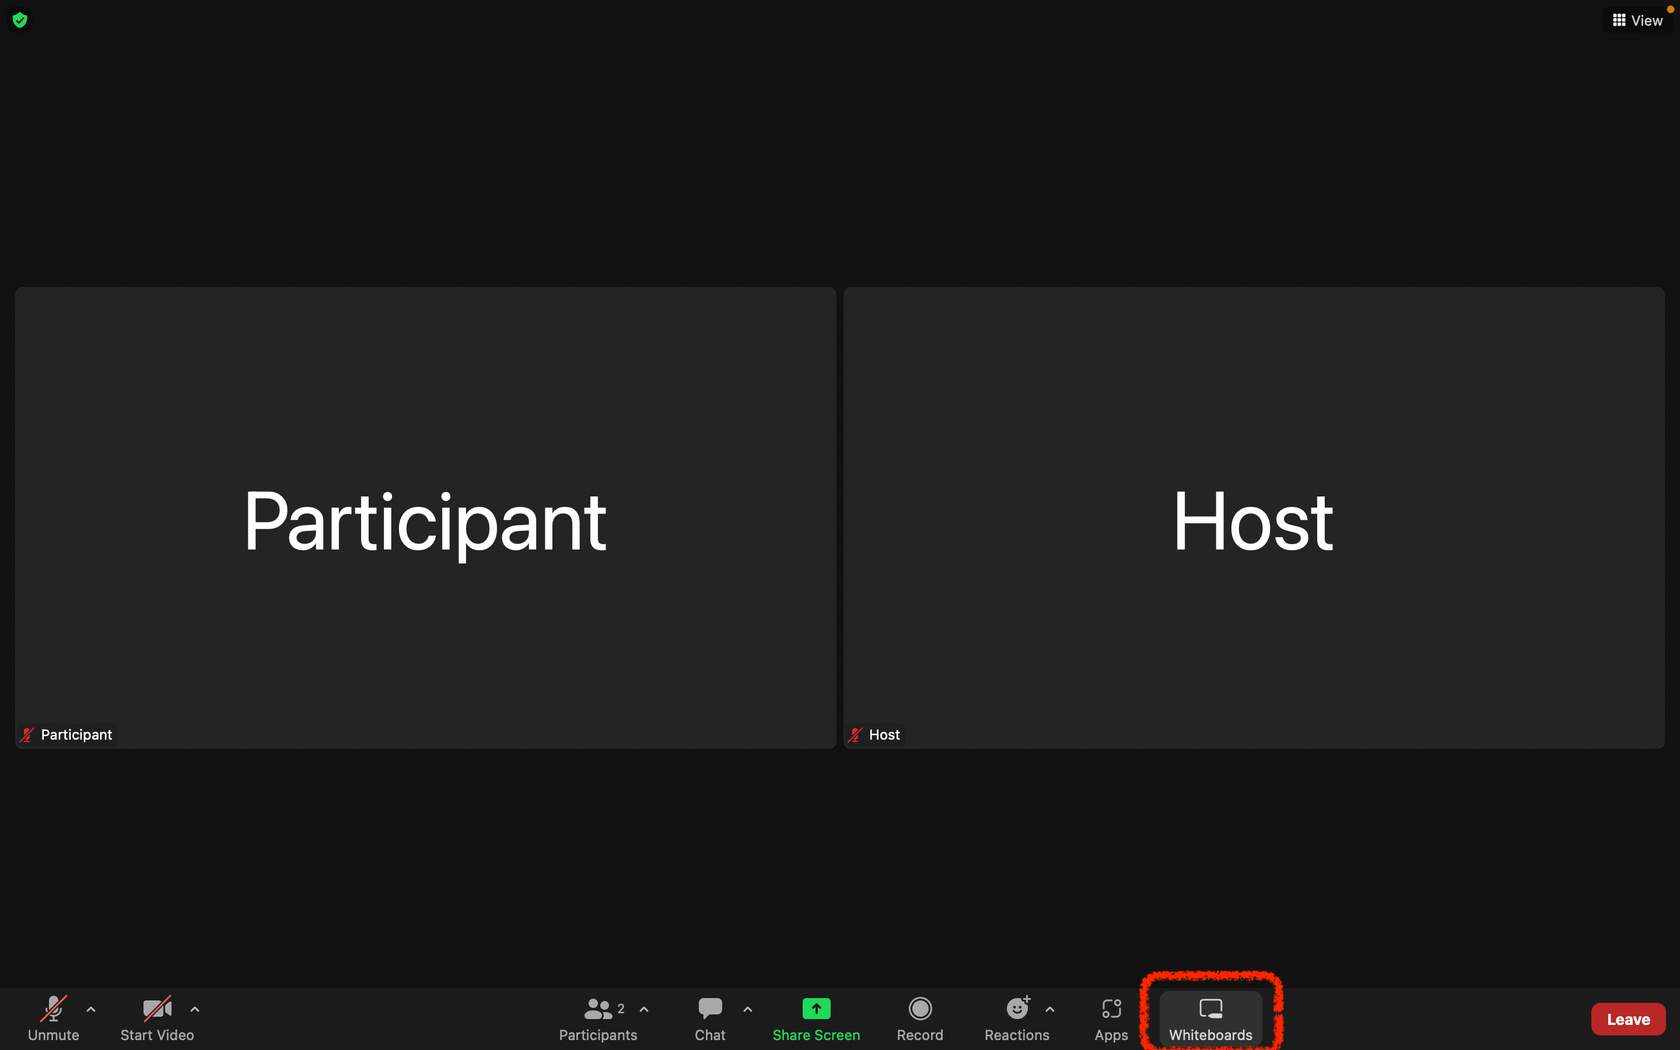 View
Participant
Host
Participant
Host
Unmute
Start Video
2
Participants
Chat
Share Screen
Record
Reactions
Apps
Whiteboards
Leave